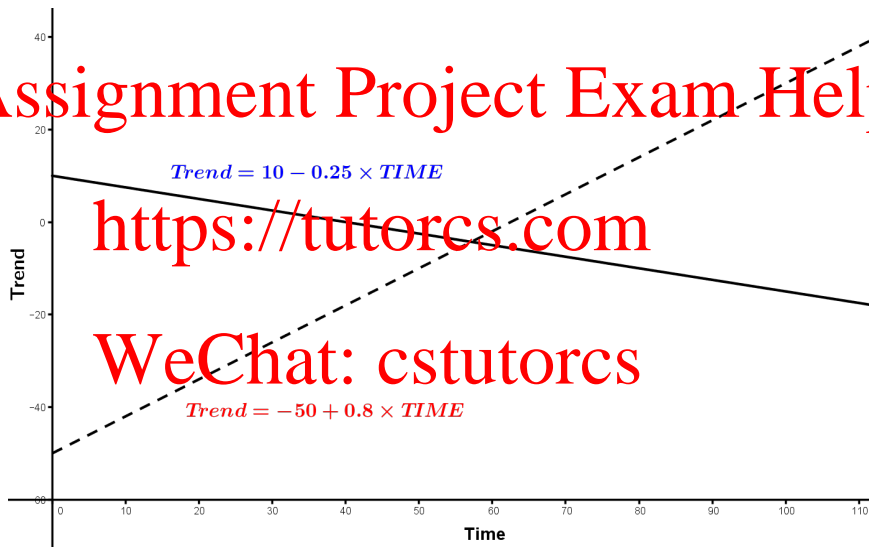 40
Assignment Project Exam Help
20
Trend = 10 − 0.25 × TIME
https://tutorcs.com
0
Trend
−20
WeChat: cstutorcs
−40
Trend = −50 + 0.8 × TIME
−60
0 10 20 30 40 50 60 70 80 90 100 110
Time